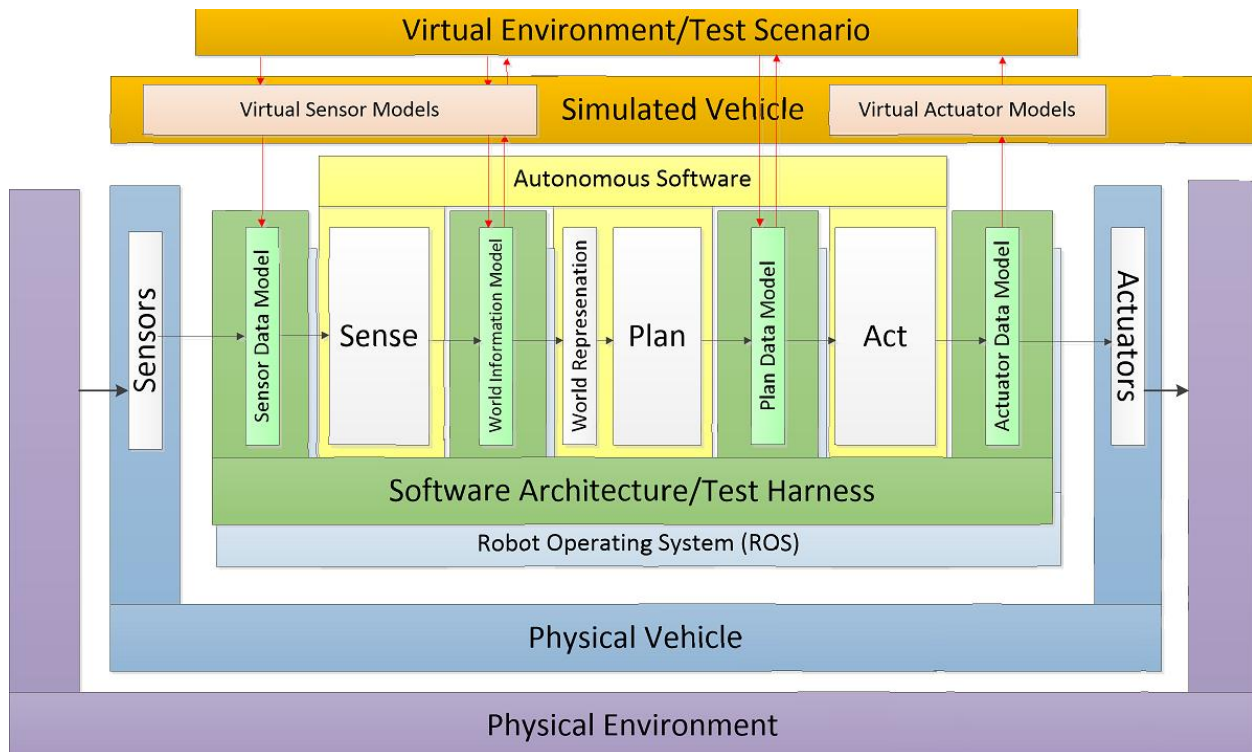 Virtual Environment/Test Scenario
Virtual Sensor Models
Simulated Vehicle
Virtual Actuator Models
Autonomous Software
Sensors
Sensor Data Model
Sense
World Information Model
World Represenation
Plan
Plan Data Model
Act
Actuator Data Model
Actuators
Software Architecture/Test Harness
Robot Operating System (ROS)
Physical Vehicle
Physical Environment